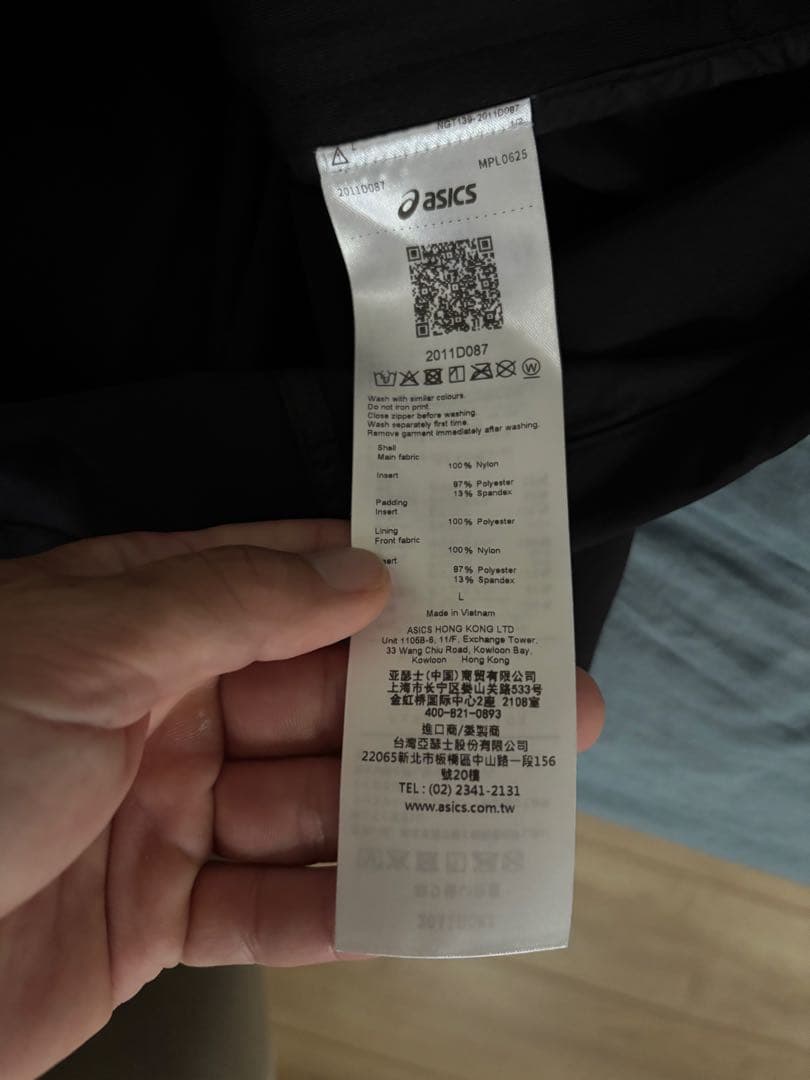 NGT139-2011D087
1/2
L
2011D087
MPL0625
asics
2011D087
W
Wash with similar colours.
Do not iron print.
Close zipper before washing.
Wash separately first time.
Remove garment immediately after washing.
Shell
Main fabric
100% Nylon
Insert
87% Polyester
13% Spandex
Padding
Insert
100% Polyester
Lining
Front fabric
100% Nylon
sert
87% Polyester
13% Spandex
L
Made in Vietnam
ASICS HONG KONG LTD
Unit 1105B-6, 11/F, Exchange Tower,
33 Wang Chiu Road, Kowloon Bay,
Kowloon Hong Kong
亚瑟士(中国)商贸有限公司
上海市长宁区娄山关路533号
金虹桥国际中心2座 2108室
400-821-0893
進口商/委製商
台灣亞瑟士股份有限公司
22065新北市板橋區中山路一段156
號20樓
TEL : (02) 2341-2131
www.asics.com.tw